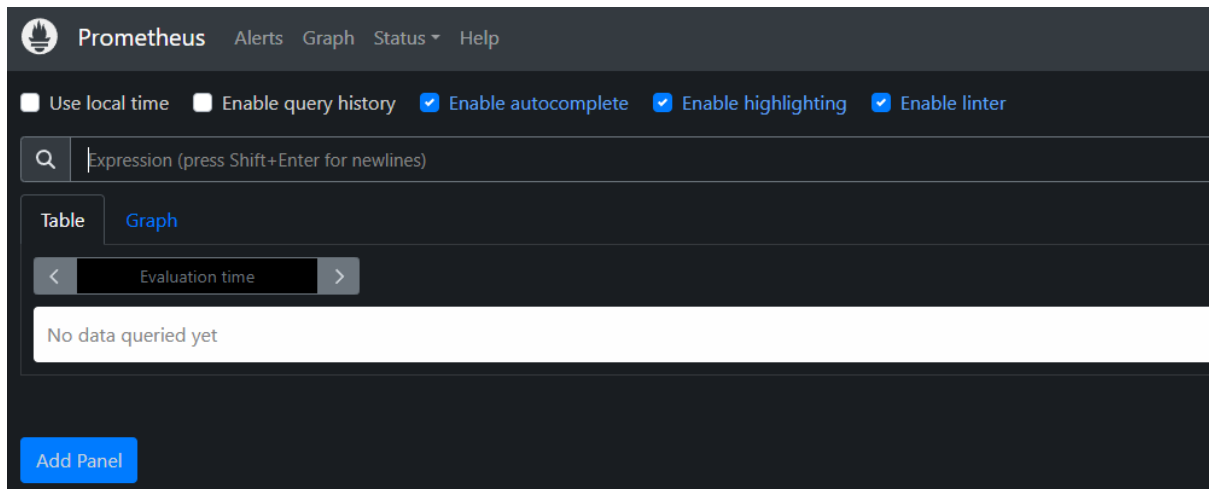 Prometheus Alerts Graph Status Help
Use local time Enable query history Enable autocomplete Enable highlighting Enable linter
Expression (press Shift+Enter for newlines)
Table Graph
Evaluation time
No data queried yet
Add Panel